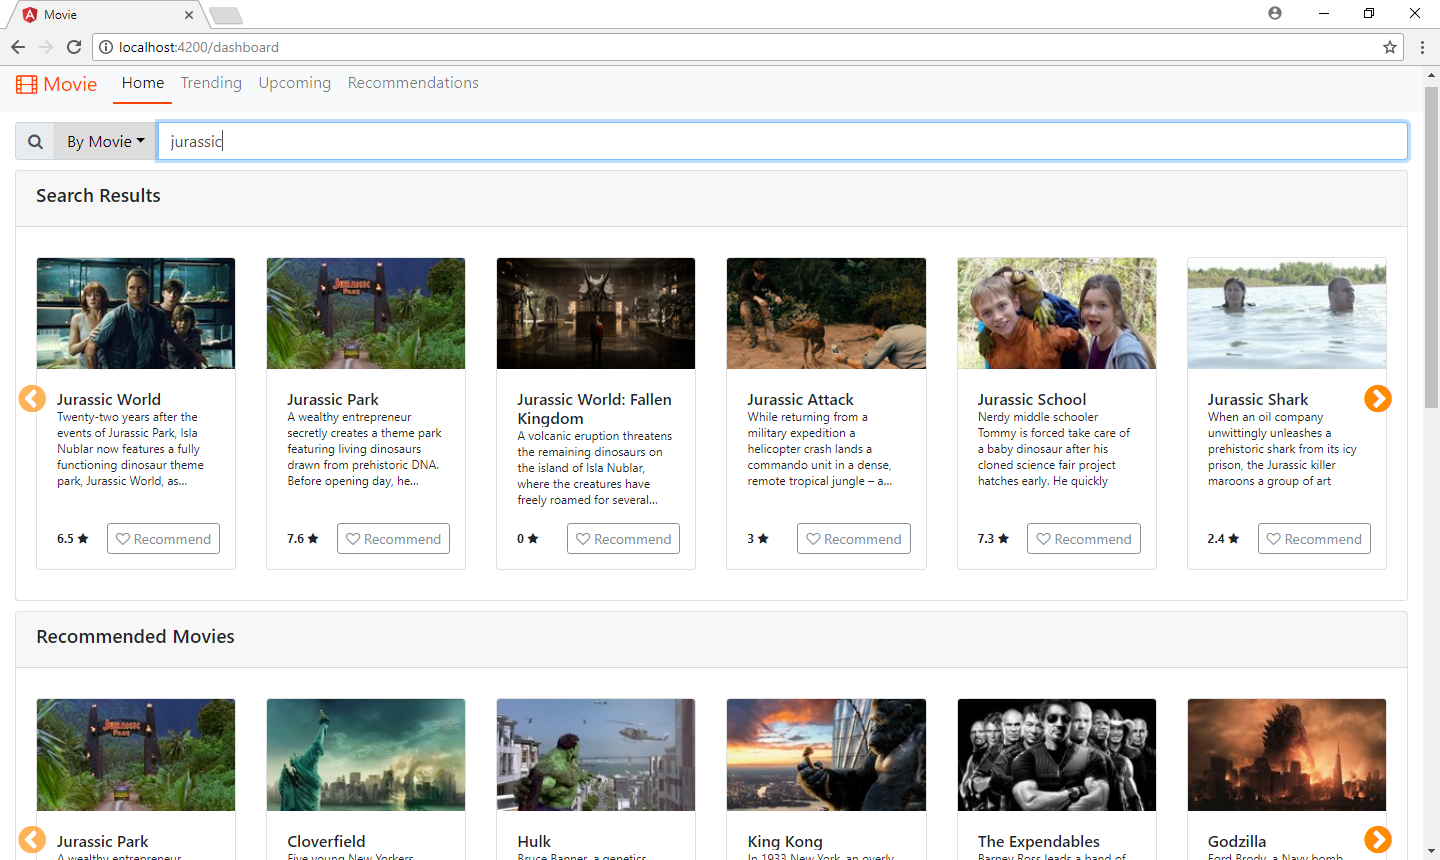 Movie
localhost:4200/dashboard
Movie Home Trending Upcoming Recommendations
By Movie jurassic
Search Results
JURASSIC PARK
Jurassic World
Twenty-two years after the
events of Jurassic Park, Isla
Nublar now features a fully
functioning dinosaur theme
park, Jurassic World, as...
6.5 Recommend
Jurassic Park
A wealthy entrepreneur
secretly creates a theme park
featuring living dinosaurs
drawn from prehistoric DNA.
Before opening day, he...
7.6 Recommend
Jurassic World: Fallen
Kingdom
A volcanic eruption threatens
the remaining dinosaurs on
the island of Isla Nublar,
where the creatures have
freely roamed for several...
0 Recommend
Jurassic Attack
While returning from a
military expedition a
helicopter crash lands a
commando unit in a dense,
remote tropical jungle – a...
3 Recommend
Jurassic School
Nerdy middle schooler
Tommy is forced take care of
a baby dinosaur after his
cloned science fair project
hatches early. He quickly
7.3 Recommend
Jurassic Shark
When an oil company
unwittingly unleashes a
prehistoric shark from its icy
prison, the Jurassic killer
maroons a group of art
2.4 Recommend
Recommended Movies
JURASSIC PARK
Jurassic Park
A wealthy entrepreneur
Cloverfield
Five young New Yorkers
Hulk
Bruce Banner, a genetics
King Kong
In 1933 New York, an overly
The Expendables
Barney Ross leads a band of
Godzilla
Ford Brody, a Navy bomb